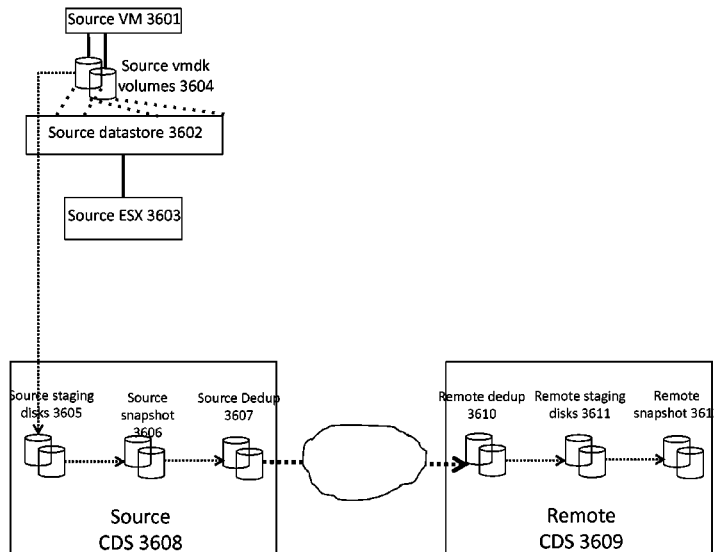 Source VM 3601
Source vmdk
volumes 3604
Source datastore 3602
Source ESX 3603
Source staging
disks 3605
Source
snapshot
3606
Source Dedup
3607
Source
CDS 3608
Remote dedup
3610
Remote staging
disks 3611
Remote
snapshot 361
Remote
CDS 3609